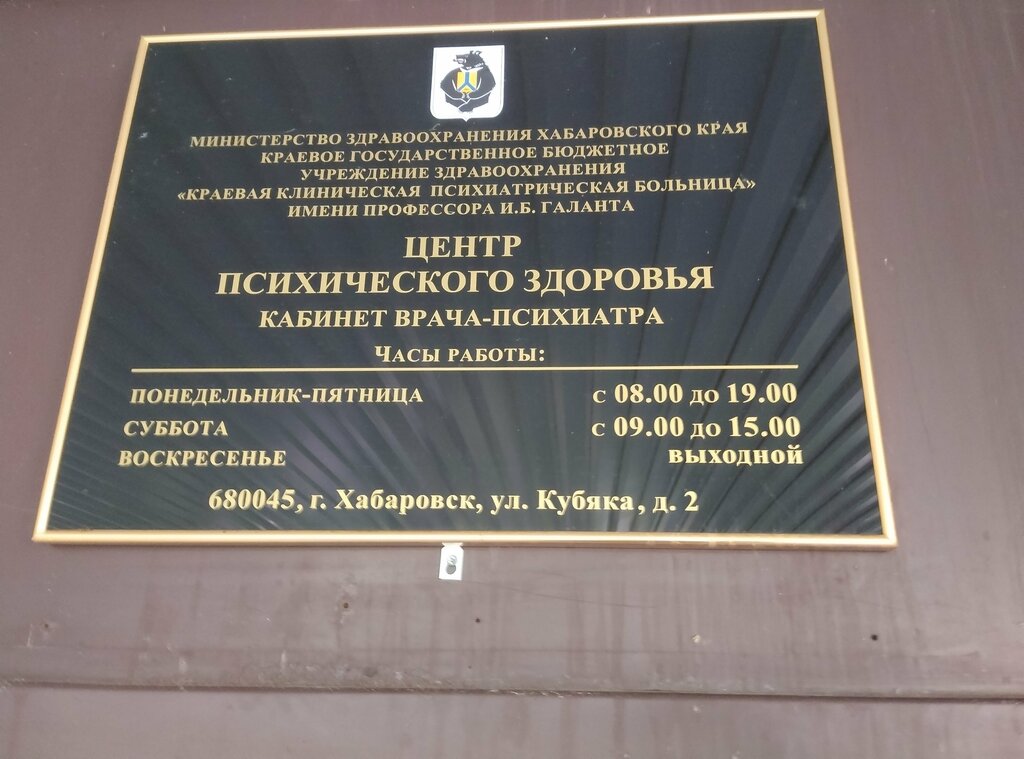 МИНИСТЕРСТВО ЗДРАВООХРАНЕНИЯ ХАБАРОВСКОГО КРАЯ
КРАЕВОЕ ГОСУДАРСТВЕННОЕ БЮДЖЕТНОЕ
УЧРЕЖДЕНИЕ ЗДРАВООХРАНЕНИЯ
«КРАЕВАЯ КЛИНИЧЕСКАЯ ПСИХИАТРИЧЕСКАЯ БОЛЬНИЦА»
ИМЕНИ ПРОФЕССОРА И.Б. ГАЛАНТА
ЦЕНТР
ПСИХИЧЕСКОГО ЗДОРОВЬЯ
КАБИНЕТ ВРАЧА-ПСИХИАТРА
ЧАСЫ РАБОТЫ:
ПОНЕДЕЛЬНИК-ПЯТНИЦА с 08.00 до 19.00
СУББОТА с 09.00 до 15.00
ВОСКРЕСЕНЬЕ выходной
680045, г. Хабаровск, ул. Кубяка, д. 2